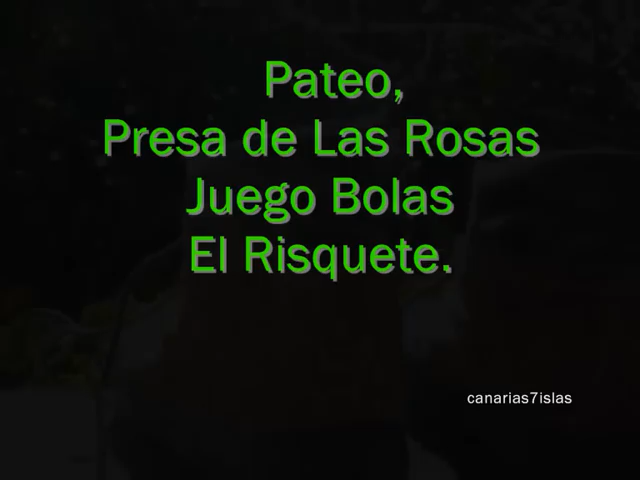 Pateo,
Presa de Las Rosas
Juego Bolas
El Risquete.
canarias7islas